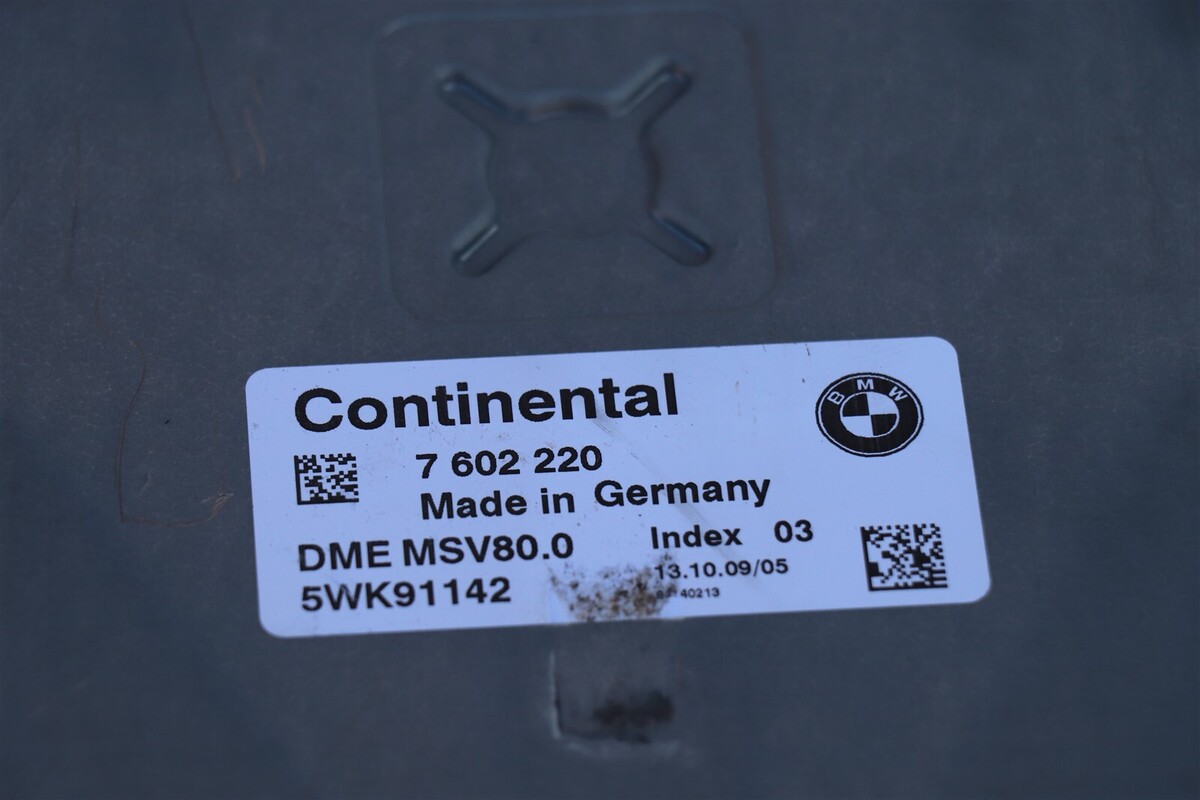 Continental
BMW
7 602 220
Made in Germany
DME MSV80.0
Index 03
5WK91142
13.10.09/05